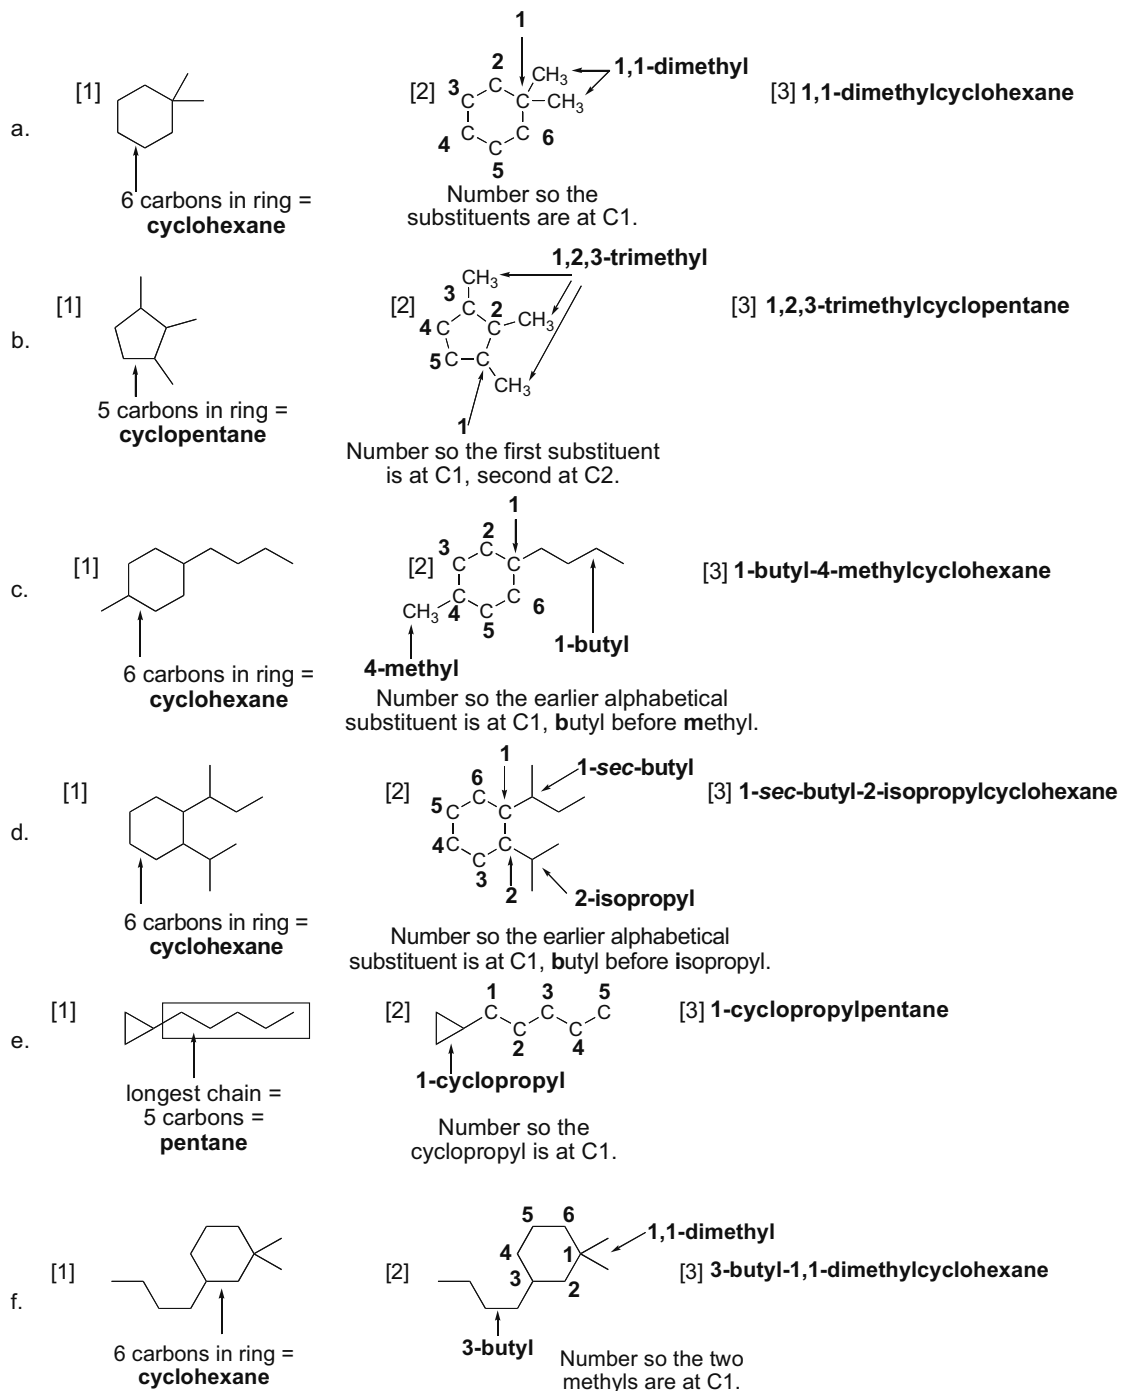 a.
[1]
6 carbons in ring =
cyclohexane
[2]
1
2
3
4
5
6
C
C
C
C
C
C
CH3
CH3
1,1-dimethyl
Number so the
substituents are at C1.
[3] 1,1-dimethylcyclohexane
b.
[1]
5 carbons in ring =
cyclopentane
[2]
1,2,3-trimethyl
CH3
3
C
4 C
2
C
CH3
5 C
C
CH3
1
Number so the first substituent
is at C1, second at C2.
[3] 1,2,3-trimethylcyclopentane
c.
[1]
6 carbons in ring =
cyclohexane
[2]
1
2
3
C
C
C
C
C
C
CH3
4
5
6
1-butyl
4-methyl
Number so the earlier alphabetical
substituent is at C1, butyl before methyl.
[3] 1-butyl-4-methylcyclohexane
d.
[1]
6 carbons in ring =
cyclohexane
[2]
1
1-sec-butyl
6
5
C
C
C
4 C
C
C
3
2
2-isopropyl
Number so the earlier alphabetical
substituent is at C1, butyl before isopropyl.
[3] 1-sec-butyl-2-isopropylcyclohexane
e.
[1]
longest chain =
5 carbons =
pentane
[2]
1
3
5
C
C
C
C
C
2
4
1-cyclopropyl
Number so the
cyclopropyl is at C1.
[3] 1-cyclopropylpentane
f.
[1]
6 carbons in ring =
cyclohexane
[2]
5
6
4
1
3
2
1,1-dimethyl
3-butyl
Number so the two
methyls are at C1.
[3] 3-butyl-1,1-dimethylcyclohexane